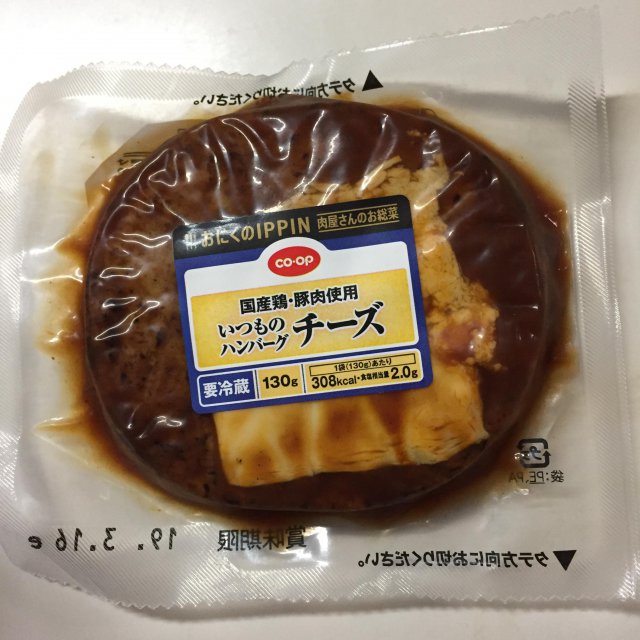 タテ方向にお切りください。
おにくのIPPIN 肉屋さんのお総菜
co・op
国産鶏・豚肉使用
いつもの
ハンバーグ チーズ
要冷蔵 130g
1袋(130g)あたり
308kcal・食塩相当量2.0g
プラ
袋:PE、PA
賞味期限 19. 3.16 e
タテ方向にお切りください。